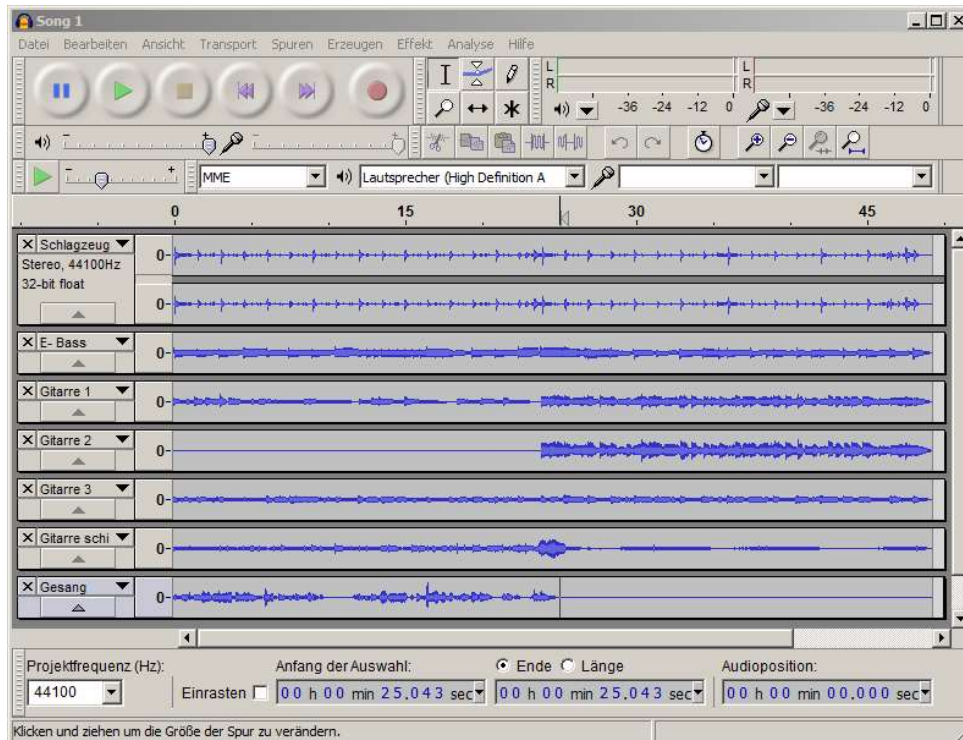 Song 1
Datei Bearbeiten Ansicht Transport Spuren Erzeugen Effekt Analyse Hilfe
L
R
-36 -24 -12 0
L
R
-36 -24 -12 0
- +
- +
- +
MME
Lautsprecher (High Definition A
0 15 30 45
X Schlagzeug
Stereo, 44100Hz
32-bit float
0-
0-
X E- Bass
0-
X Gitarre 1
0-
X Gitarre 2
0-
X Gitarre 3
0-
X Gitarre schi
0-
X Gesang
0-
Projektfrequenz (Hz): Anfang der Auswahl: Ende Länge Audioposition:
44100 Einrasten 00 h 00 min 25.043 sec 00 h 00 min 25.043 sec 00 h 00 min 00.000 sec
Klicken und ziehen um die Größe der Spur zu verändern.